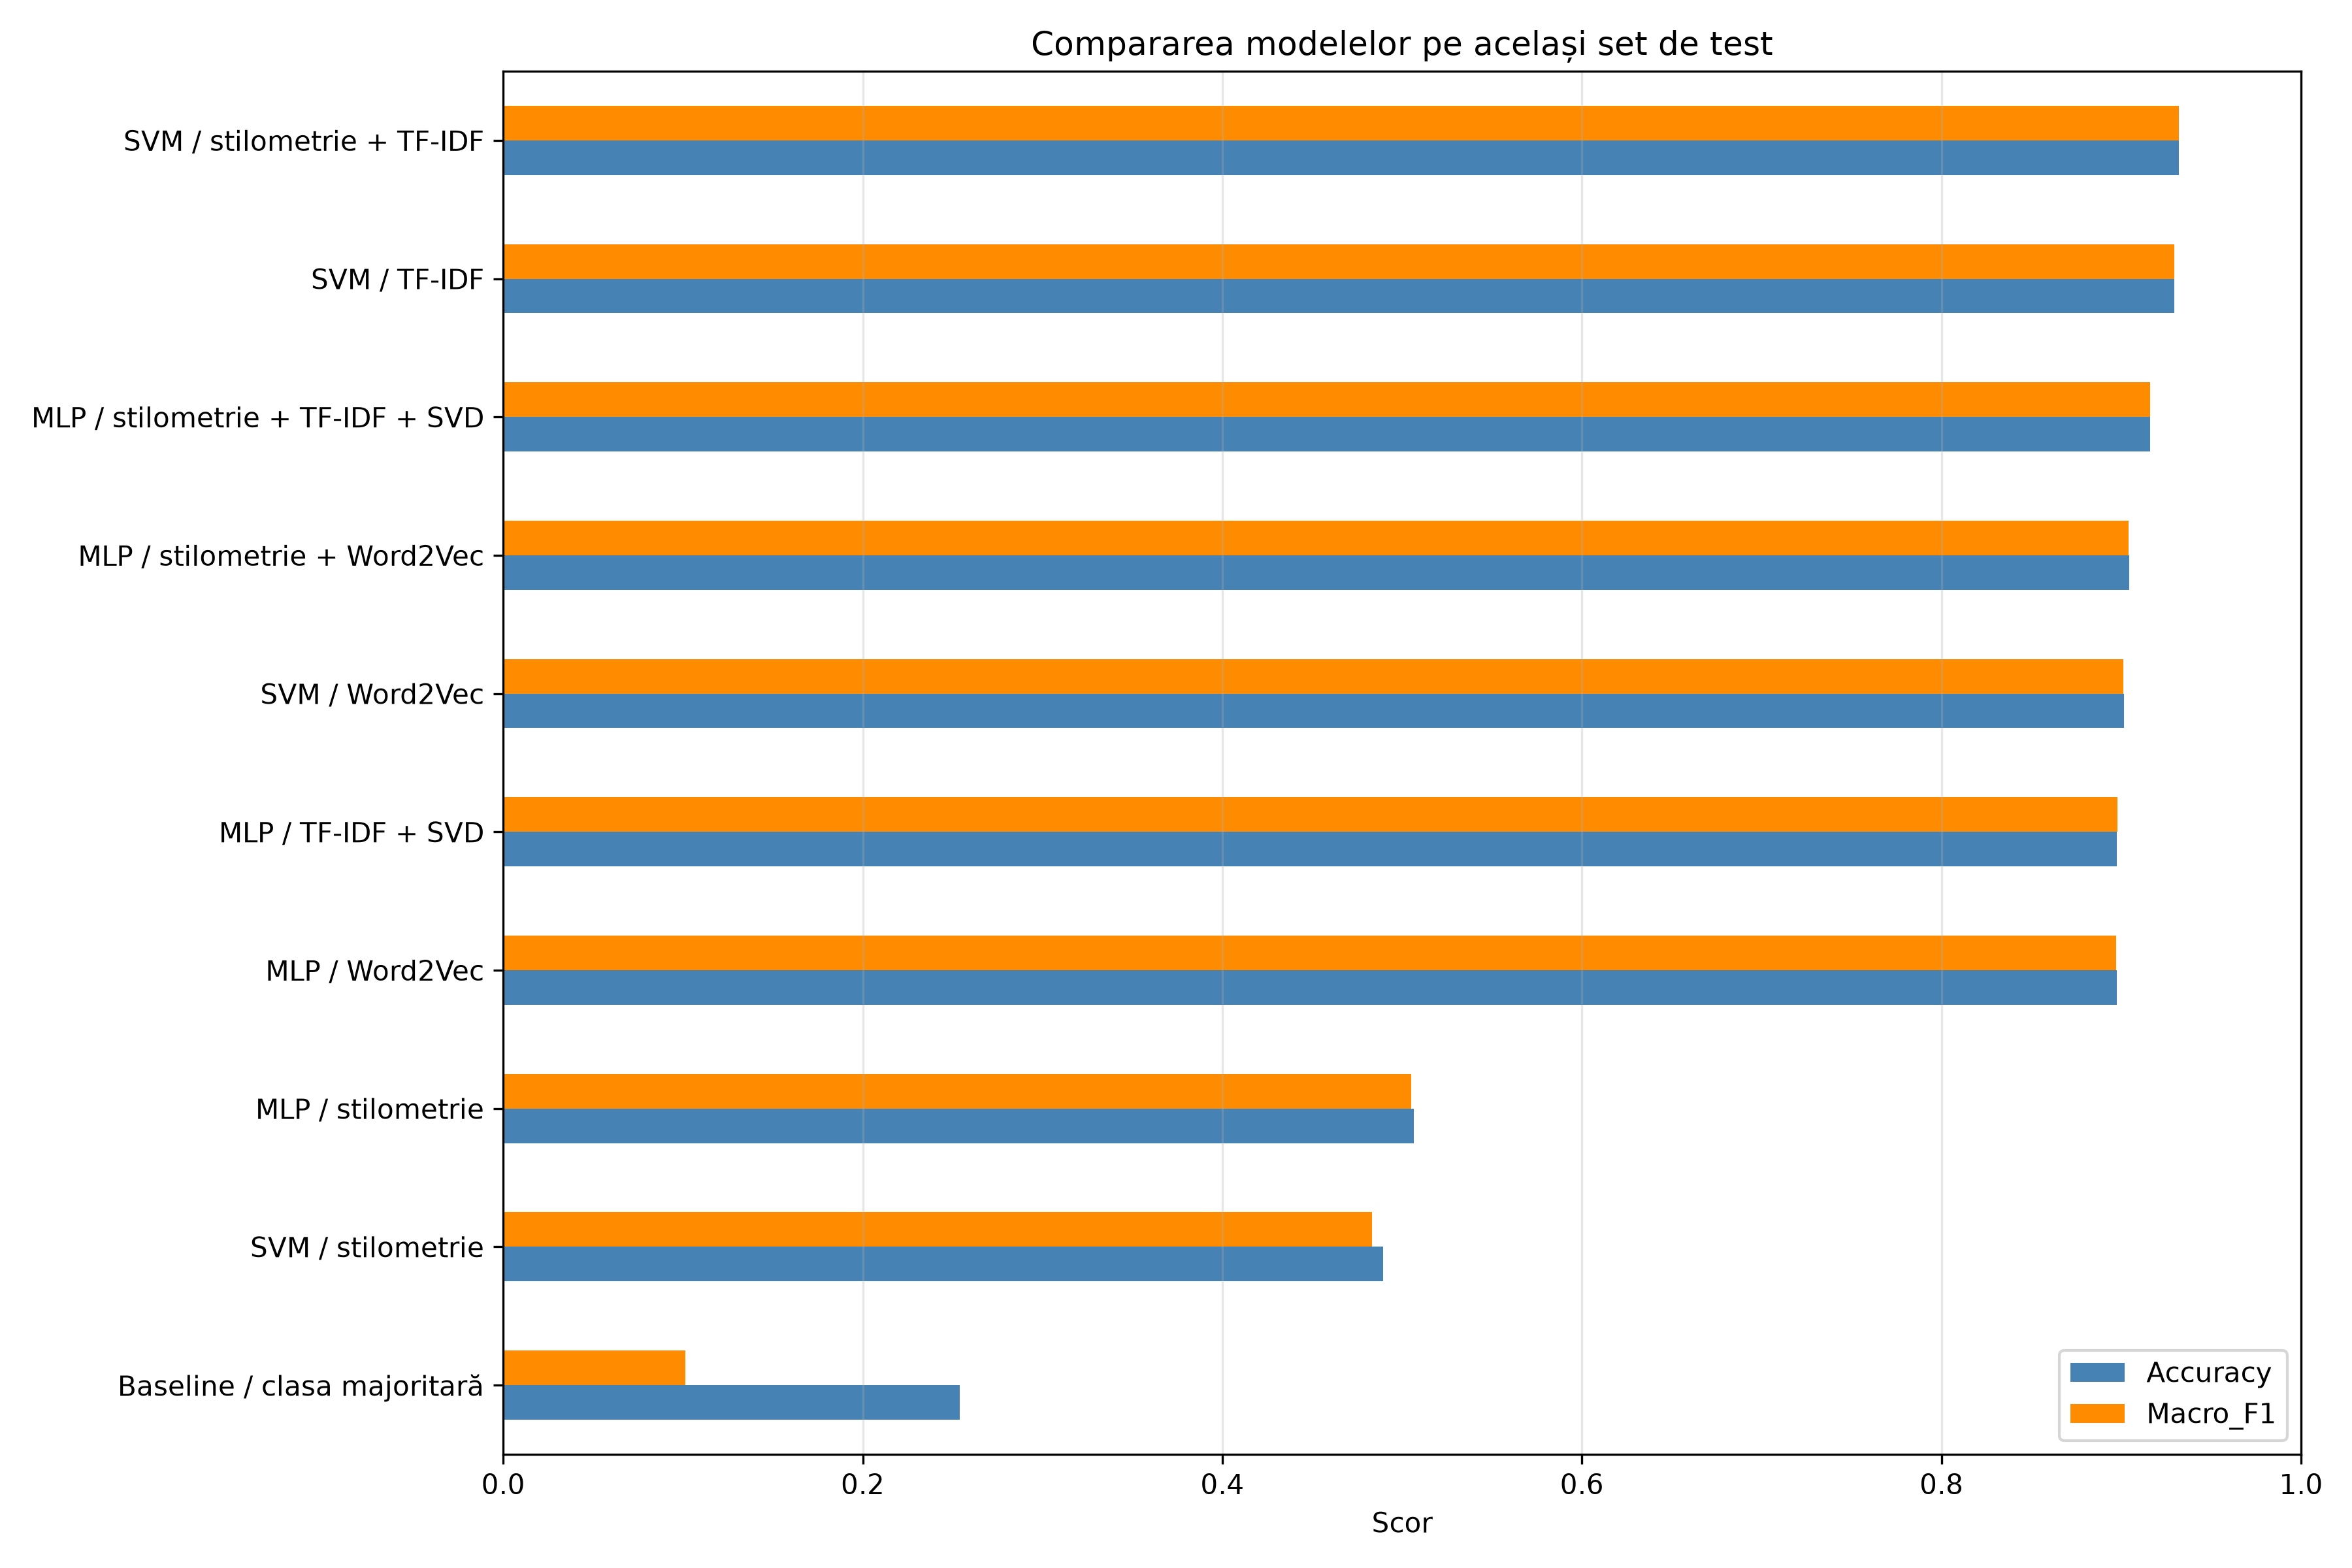 Compararea modelelor pe același set de test
SVM / stilometrie + TF-IDF
SVM / TF-IDF
MLP / stilometrie + TF-IDF + SVD
MLP / stilometrie + Word2Vec
SVM / Word2Vec
MLP / TF-IDF + SVD
MLP / Word2Vec
MLP / stilometrie
SVM / stilometrie
Baseline / clasa majoritară
Accuracy
Macro_F1
0.0 0.2 0.4 0.6 0.8 1.0
Scor